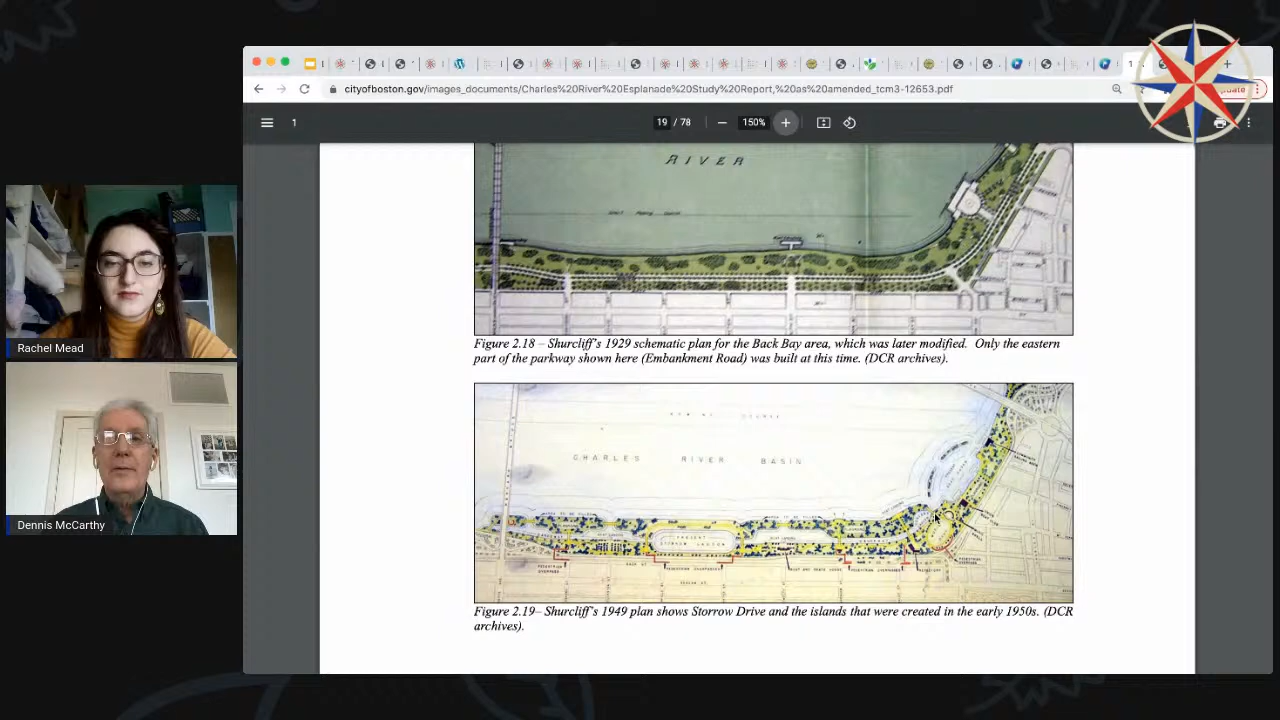 cityofboston.gov/images_documents/Charles%20River%20Esplanade%20Study%20Report,%20as%20amended_tcm3-12653.pdf
1
19 / 78
150%
RIVER
Figure 2.18 – Shurcliff's 1929 schematic plan for the Back Bay area, which was later modified. Only the eastern
part of the parkway shown here (Embankment Road) was built at this time. (DCR archives).
CHARLES RIVER BASIN
Figure 2.19– Shurcliff's 1949 plan shows Storrow Drive and the islands that were created in the early 1950s. (DCR
archives).
Rachel Mead
Dennis McCarthy